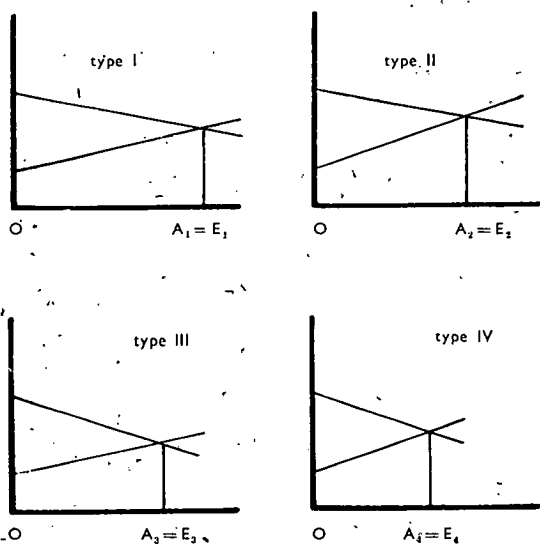 type I
type II
O A₁ = E₁
O A₂ = E₂
type III
type IV
O A₃ = E₃
O A₄ = E₄